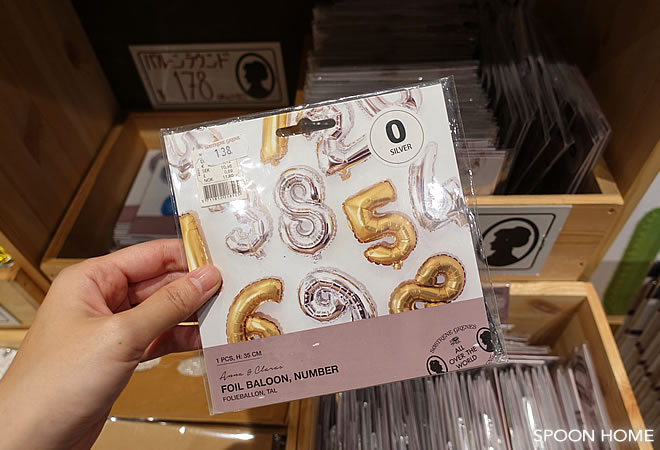 バルーンラウンド
¥178
138
0
SILVER
1 PCS, H: 35 CM
Anna & Clara
FOIL BALOON, NUMBER
FOLIEBALLON, TAL
SØSTRENE GRENES
ALL
OVER THE
WORLD
SPOON HOME